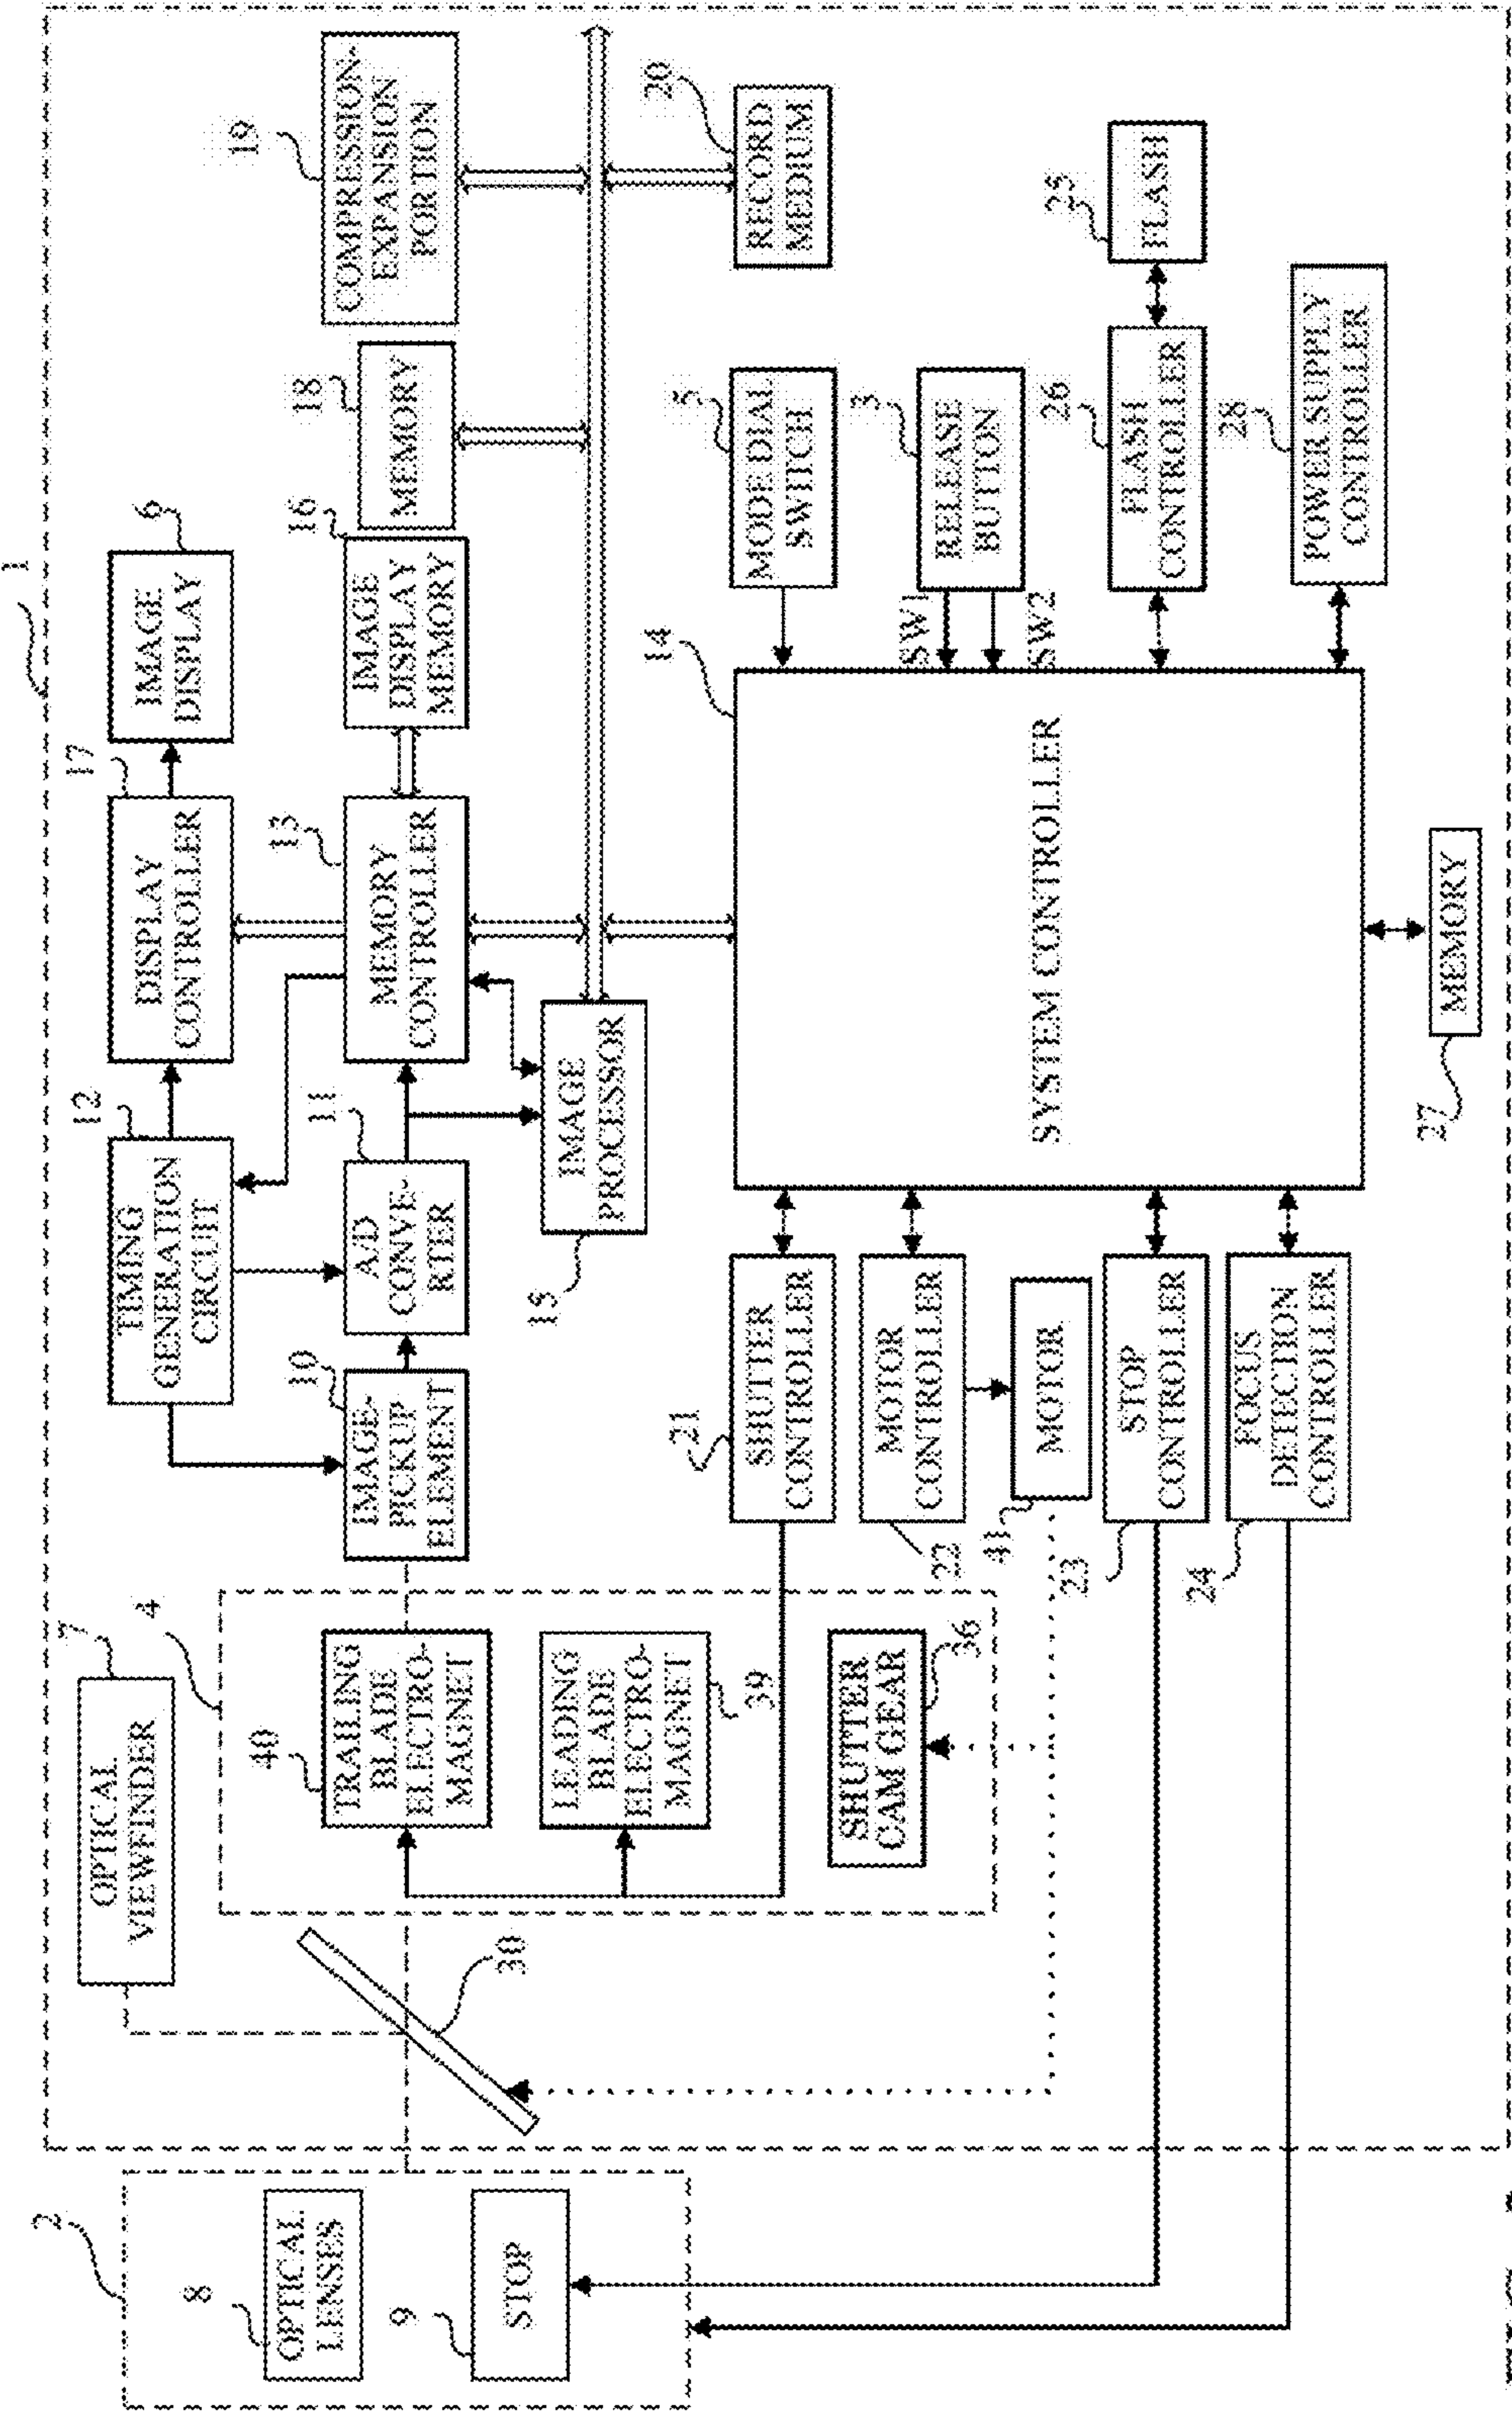 1
2
8
OPTICAL
LENSES
9
STOP
7
OPTICAL
VIEWFINDER
30
4
40
TRAILING
BLADE
ELECTRO-
MAGNET
LEADING
BLADE
ELECTRO-
MAGNET
39
SHUTTER
CAM GEAR
36
10
IMAGE-
PICKUP
ELEMENT
12
TIMING
GENERATION
CIRCUIT
11
A/D
CONVE-
RTER
15
IMAGE
PROCESSOR
17
DISPLAY
CONTROLLER
13
MEMORY
CONTROLLER
6
IMAGE
DISPLAY
16
IMAGE
DISPLAY
MEMORY
18
MEMORY
19
COMPRESSION-
EXPANSION
PORTION
20
RECORD
MEDIUM
21
SHUTTER
CONTROLLER
22
MOTOR
CONTROLLER
41
MOTOR
23
STOP
CONTROLLER
24
FOCUS
DETECTION
CONTROLLER
14
SYSTEM CONTROLLER
27
MEMORY
5
MODE DIAL
SWITCH
3
RELEASE
BUTTON
SW1
SW2
26
FLASH
CONTROLLER
25
FLASH
28
POWER SUPPLY
CONTROLLER